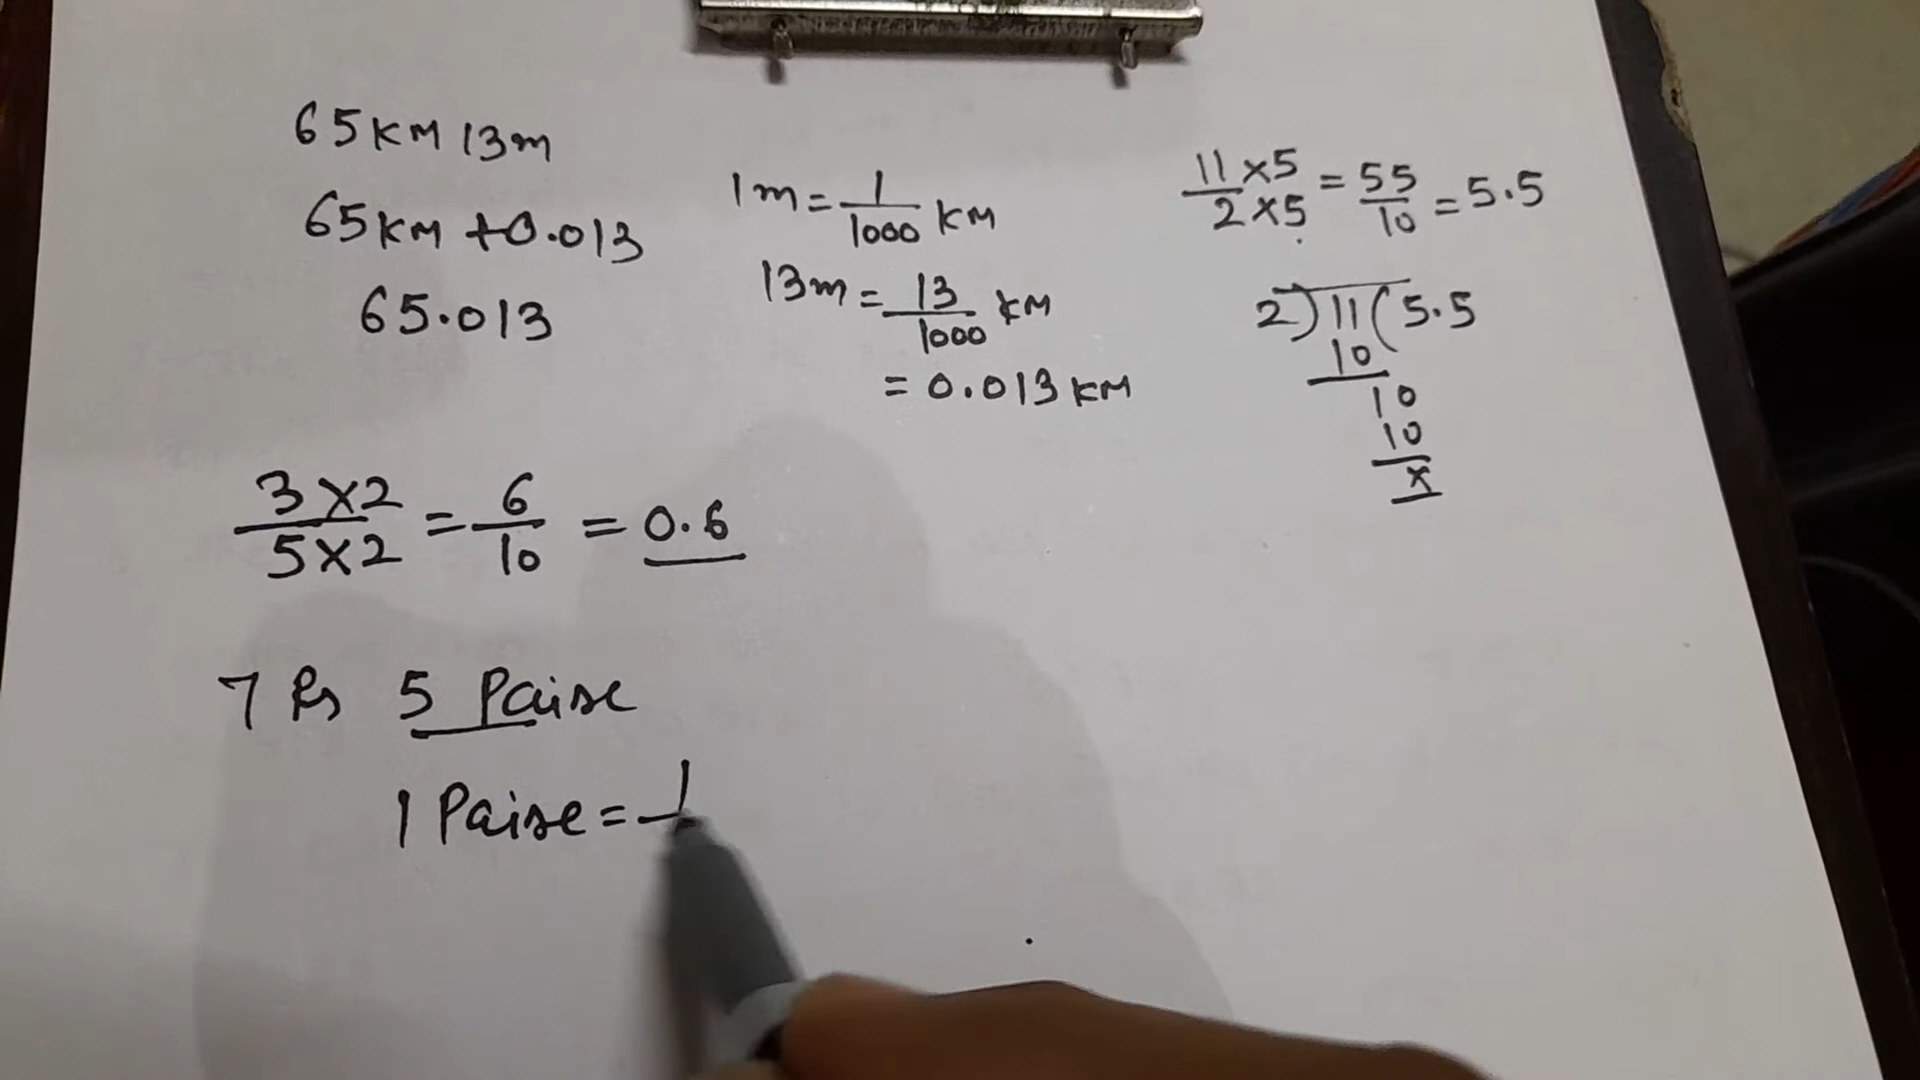 65KM 13m
65KM +0.013
65.013
1m = 1/1000 KM
13m = 13/1000 KM
= 0.013 KM
11×5/2×5 = 55/10 = 5.5
2)11(5.5
10
10
10
x
3×2/5×2 = 6/10 = 0.6
7 Rs 5 Paise
1 Paise = 1